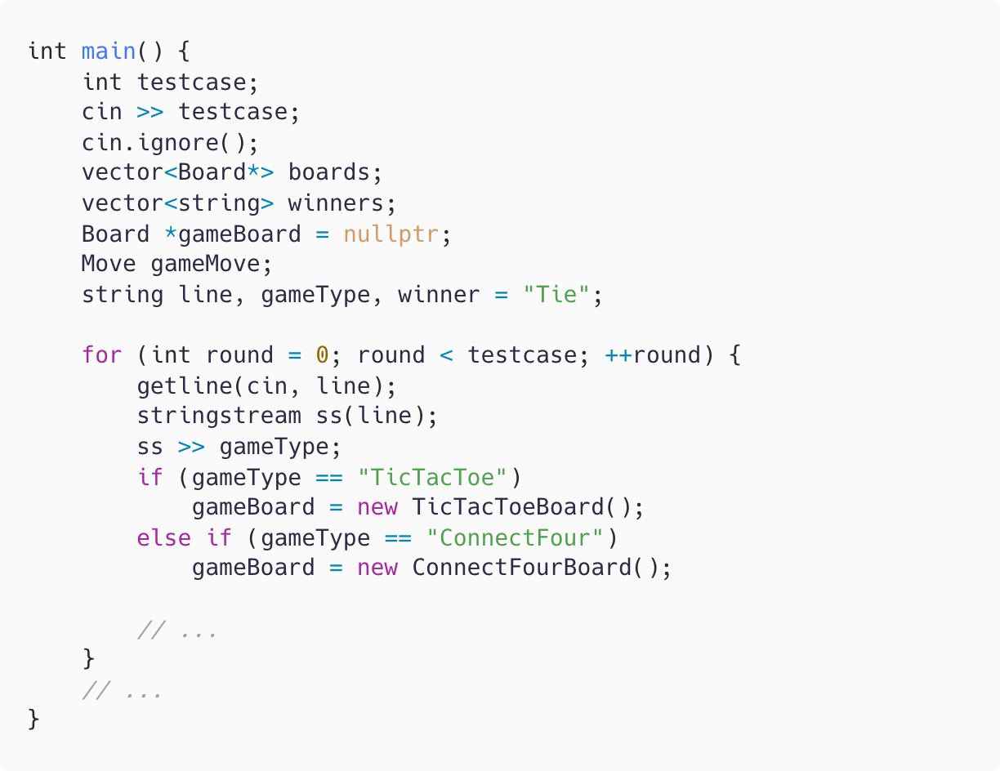 int main() {
    int testcase;
    cin >> testcase;
    cin.ignore();
    vector<Board*> boards;
    vector<string> winners;
    Board *gameBoard = nullptr;
    Move gameMove;
    string line, gameType, winner = "Tie";

    for (int round = 0; round < testcase; ++round) {
        getline(cin, line);
        stringstream ss(line);
        ss >> gameType;
        if (gameType == "TicTacToe")
            gameBoard = new TicTacToeBoard();
        else if (gameType == "ConnectFour")
            gameBoard = new ConnectFourBoard();

        // ...
    }
    // ...
}